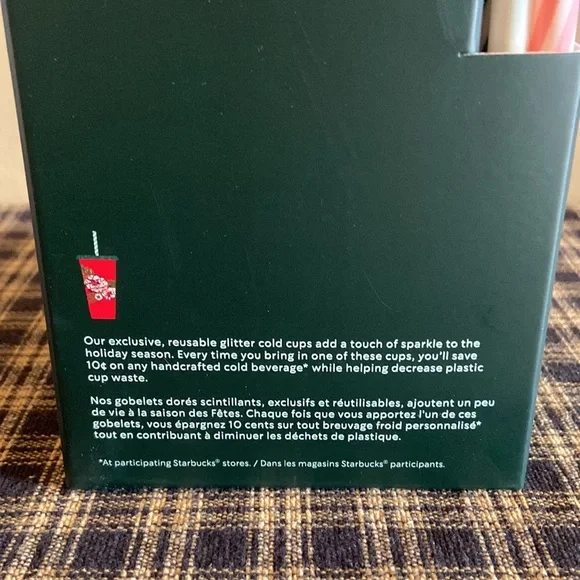 Our exclusive, reusable glitter cold cups add a touch of sparkle to the
holiday season. Every time you bring in one of these cups, you'll save
10¢ on any handcrafted cold beverage* while helping decrease plastic
cup waste.
Nos gobelets dorés scintillants, exclusifs et réutilisables, ajoutent un peu
de vie à la saison des Fêtes. Chaque fois que vous apportez l'un de ces
gobelets, vous épargnez 10 cents sur tout breuvage froid personnalisé*
tout en contribuant à diminuer les déchets de plastique.
*At participating Starbucks® stores. / Dans les magasins Starbucks® participants.